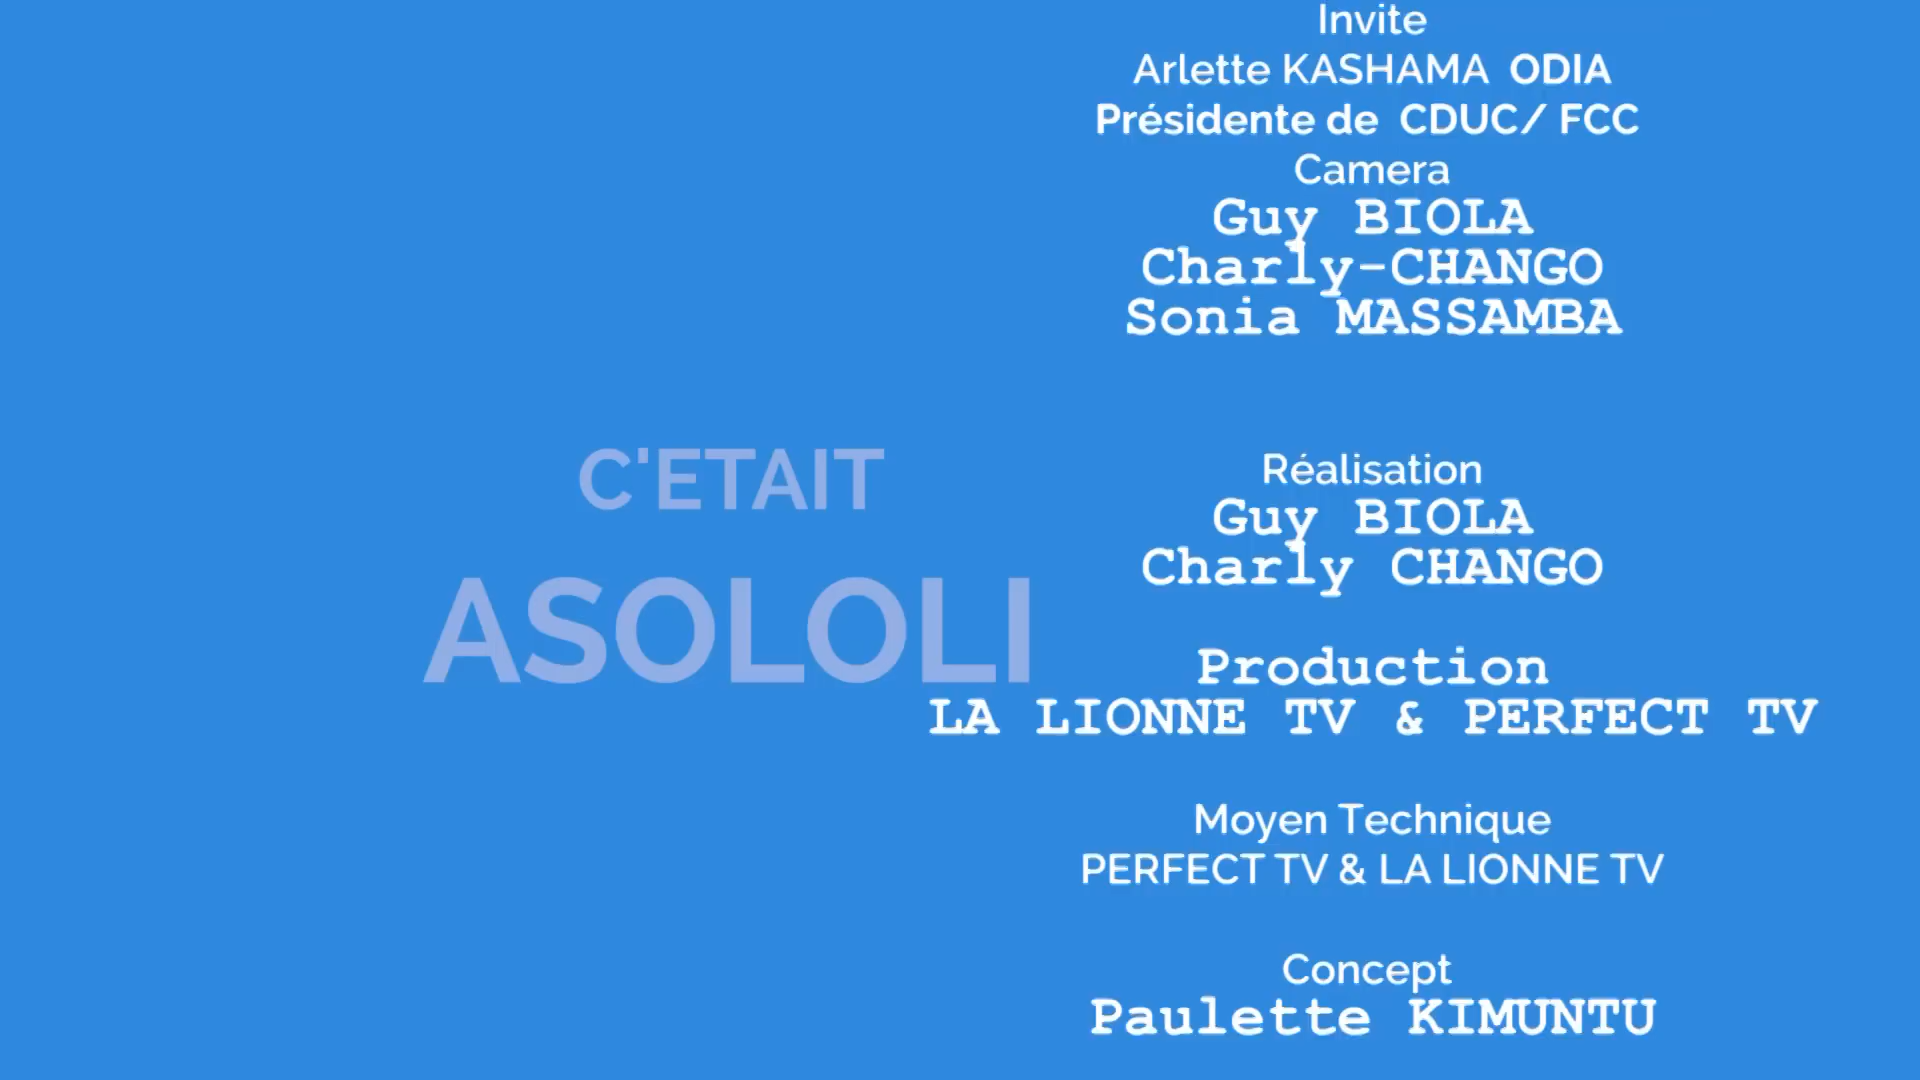 Invite
Arlette KASHAMA ODIA
Présidente de CDUC/ FCC
Camera
Guy BIOLA
Charly-CHANGO
Sonia MASSAMBA
C'ETAIT
ASOLOLI
Réalisation
Guy BIOLA
Charly CHANGO
Production
LA LIONNE TV & PERFECT TV
Moyen Technique
PERFECT TV & LA LIONNE TV
Concept
Paulette KIMUNTU